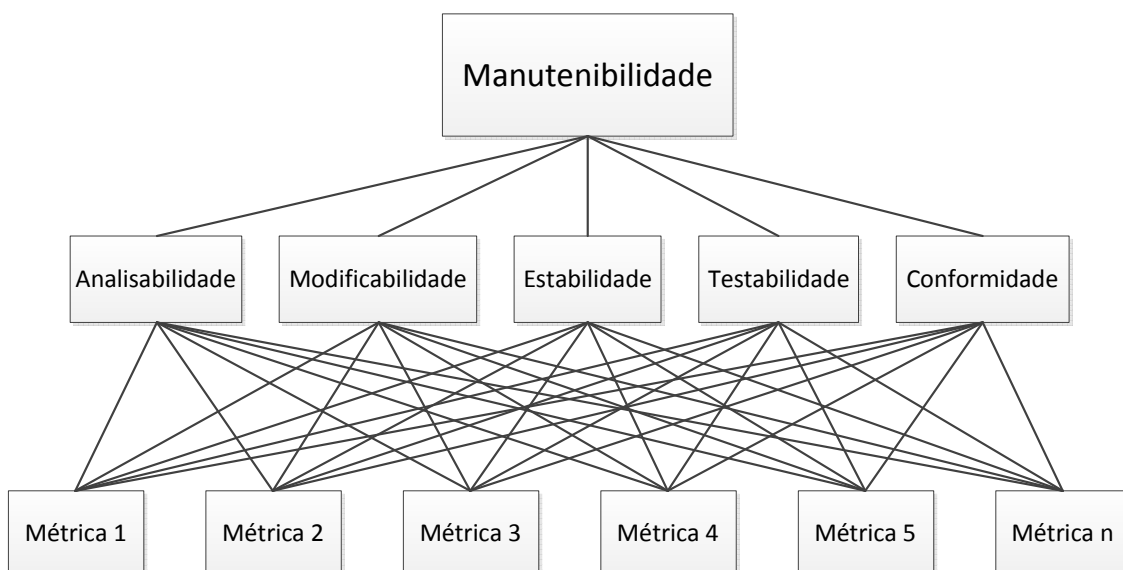 Manutenibilidade
Analisabilidade
Modificabilidade
Estabilidade
Testabilidade
Conformidade
Métrica 1
Métrica 2
Métrica 3
Métrica 4
Métrica 5
Métrica n